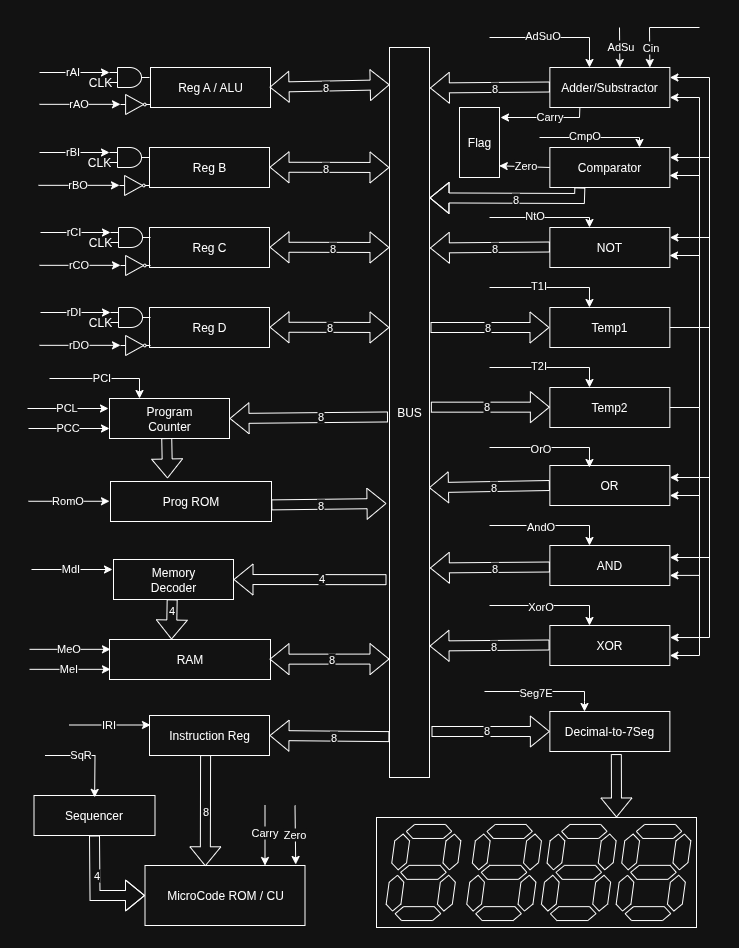 AdSuO
AdSu
Cin
rAI
CLK
rAO
Reg A / ALU
8
8
Adder/Substractor
Carry
Flag
Zero
CmpO
Comparator
8
rBI
CLK
rBO
Reg B
8
NtO
rCI
CLK
rCO
Reg C
8
8
NOT
T1I
rDI
CLK
rDO
Reg D
8
8
Temp1
T2I
PCI
PCL
PCC
Program
Counter
8
BUS
8
Temp2
OrO
RomO
Prog ROM
8
8
OR
AndO
MdI
Memory
Decoder
4
8
AND
4
XorO
MeO
MeI
RAM
8
8
XOR
Seg7E
IRI
Instruction Reg
8
8
Decimal-to-7Seg
SqR
Sequencer
8
Carry
Zero
4
MicroCode ROM / CU